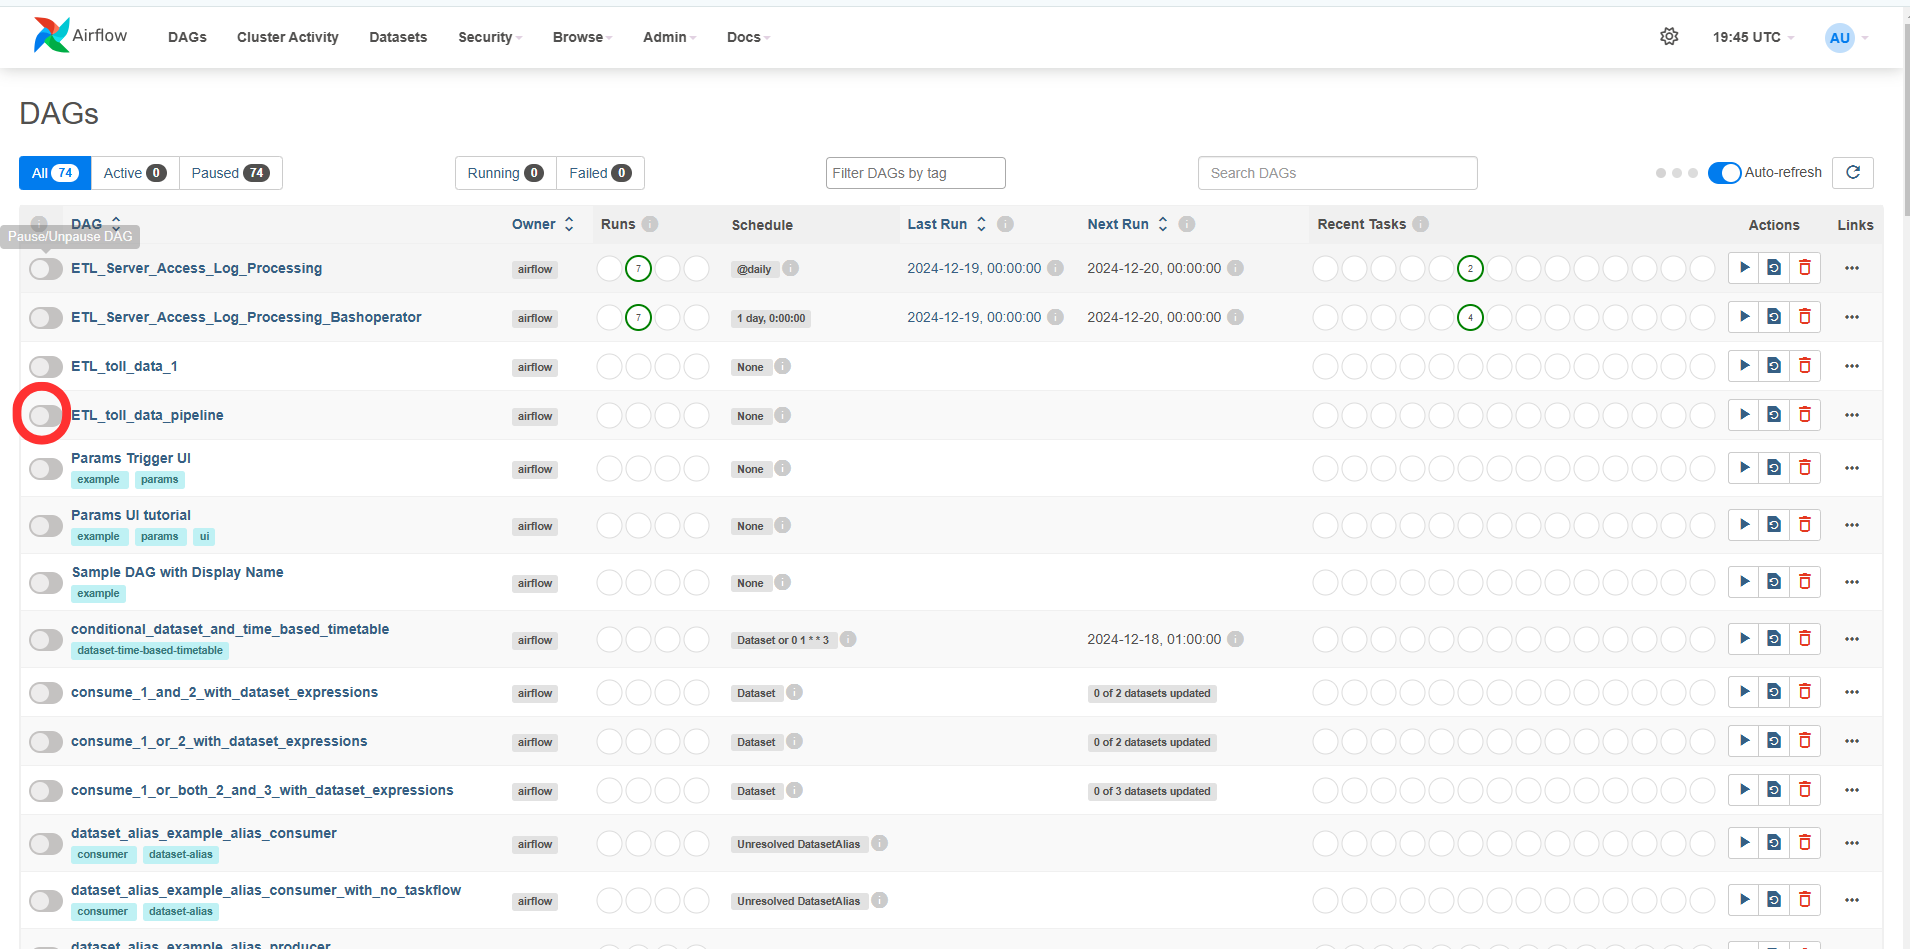 Airflow DAGs Cluster Activity Datasets Security Browse Admin Docs 19:45 UTC AU
DAGs
All 74 Active 0 Paused 74 Running 0 Failed 0 Filter DAGs by tag Search DAGs Auto-refresh
DAG Owner Runs Schedule Last Run Next Run Recent Tasks Actions Links
Pause/Unpause DAG
ETL_Server_Access_Log_Processing airflow 7 @daily 2024-12-19, 00:00:00 2024-12-20, 00:00:00 2
ETL_Server_Access_Log_Processing_Bashoperator airflow 7 1 day, 0:00:00 2024-12-19, 00:00:00 2024-12-20, 00:00:00 4
ETL_toll_data_1 airflow None
ETL_toll_data_pipeline airflow None
Params Trigger UI airflow None
example params
Params UI tutorial airflow None
example params ui
Sample DAG with Display Name airflow None
example
conditional_dataset_and_time_based_timetable airflow Dataset or 0 1 * * 3 2024-12-18, 01:00:00
dataset-time-based-timetable
consume_1_and_2_with_dataset_expressions airflow Dataset 0 of 2 datasets updated
consume_1_or_2_with_dataset_expressions airflow Dataset 0 of 2 datasets updated
consume_1_or_both_2_and_3_with_dataset_expressions airflow Dataset 0 of 3 datasets updated
dataset_alias_example_alias_consumer airflow Unresolved DatasetAlias
consumer dataset-alias
dataset_alias_example_alias_consumer_with_no_taskflow airflow Unresolved DatasetAlias
consumer dataset-alias
dataset_alias_example_alias_producer